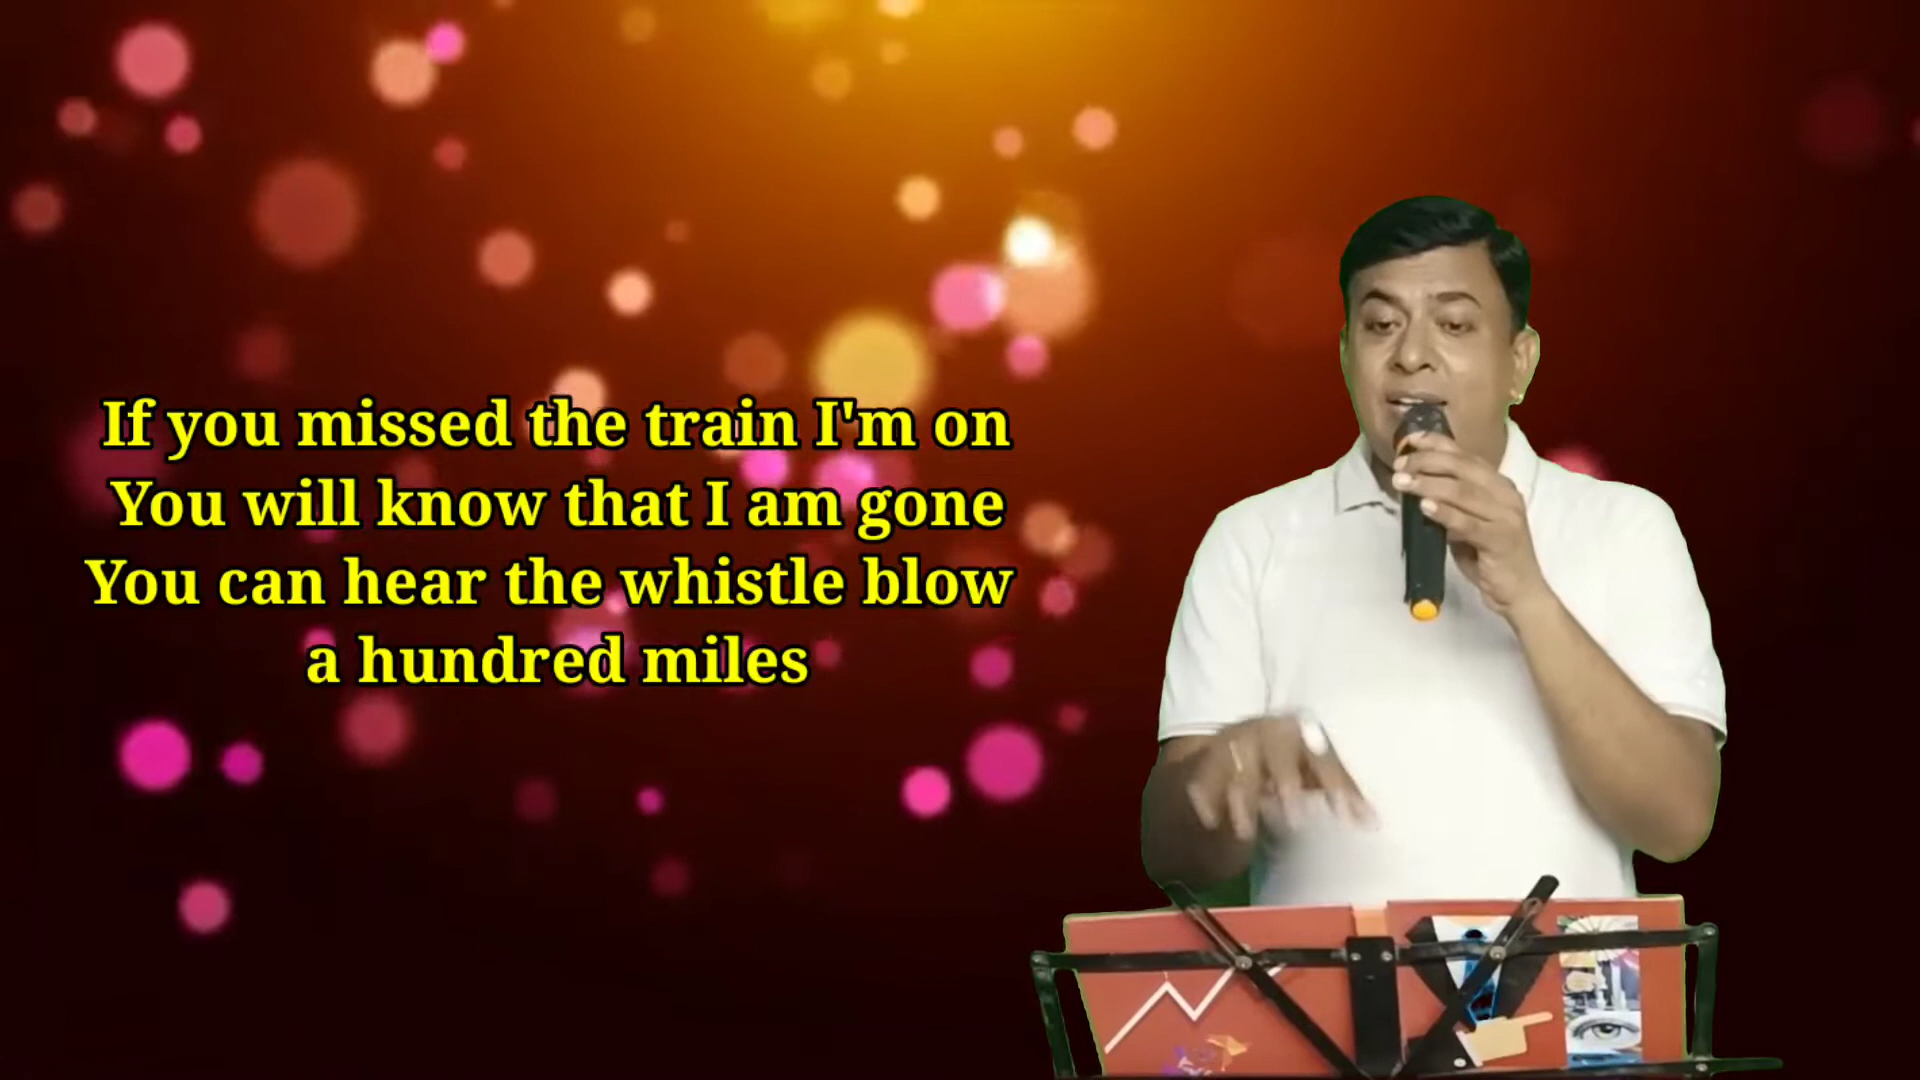 If you missed the train I'm on
You will know that I am gone
You can hear the whistle blow
a hundred miles